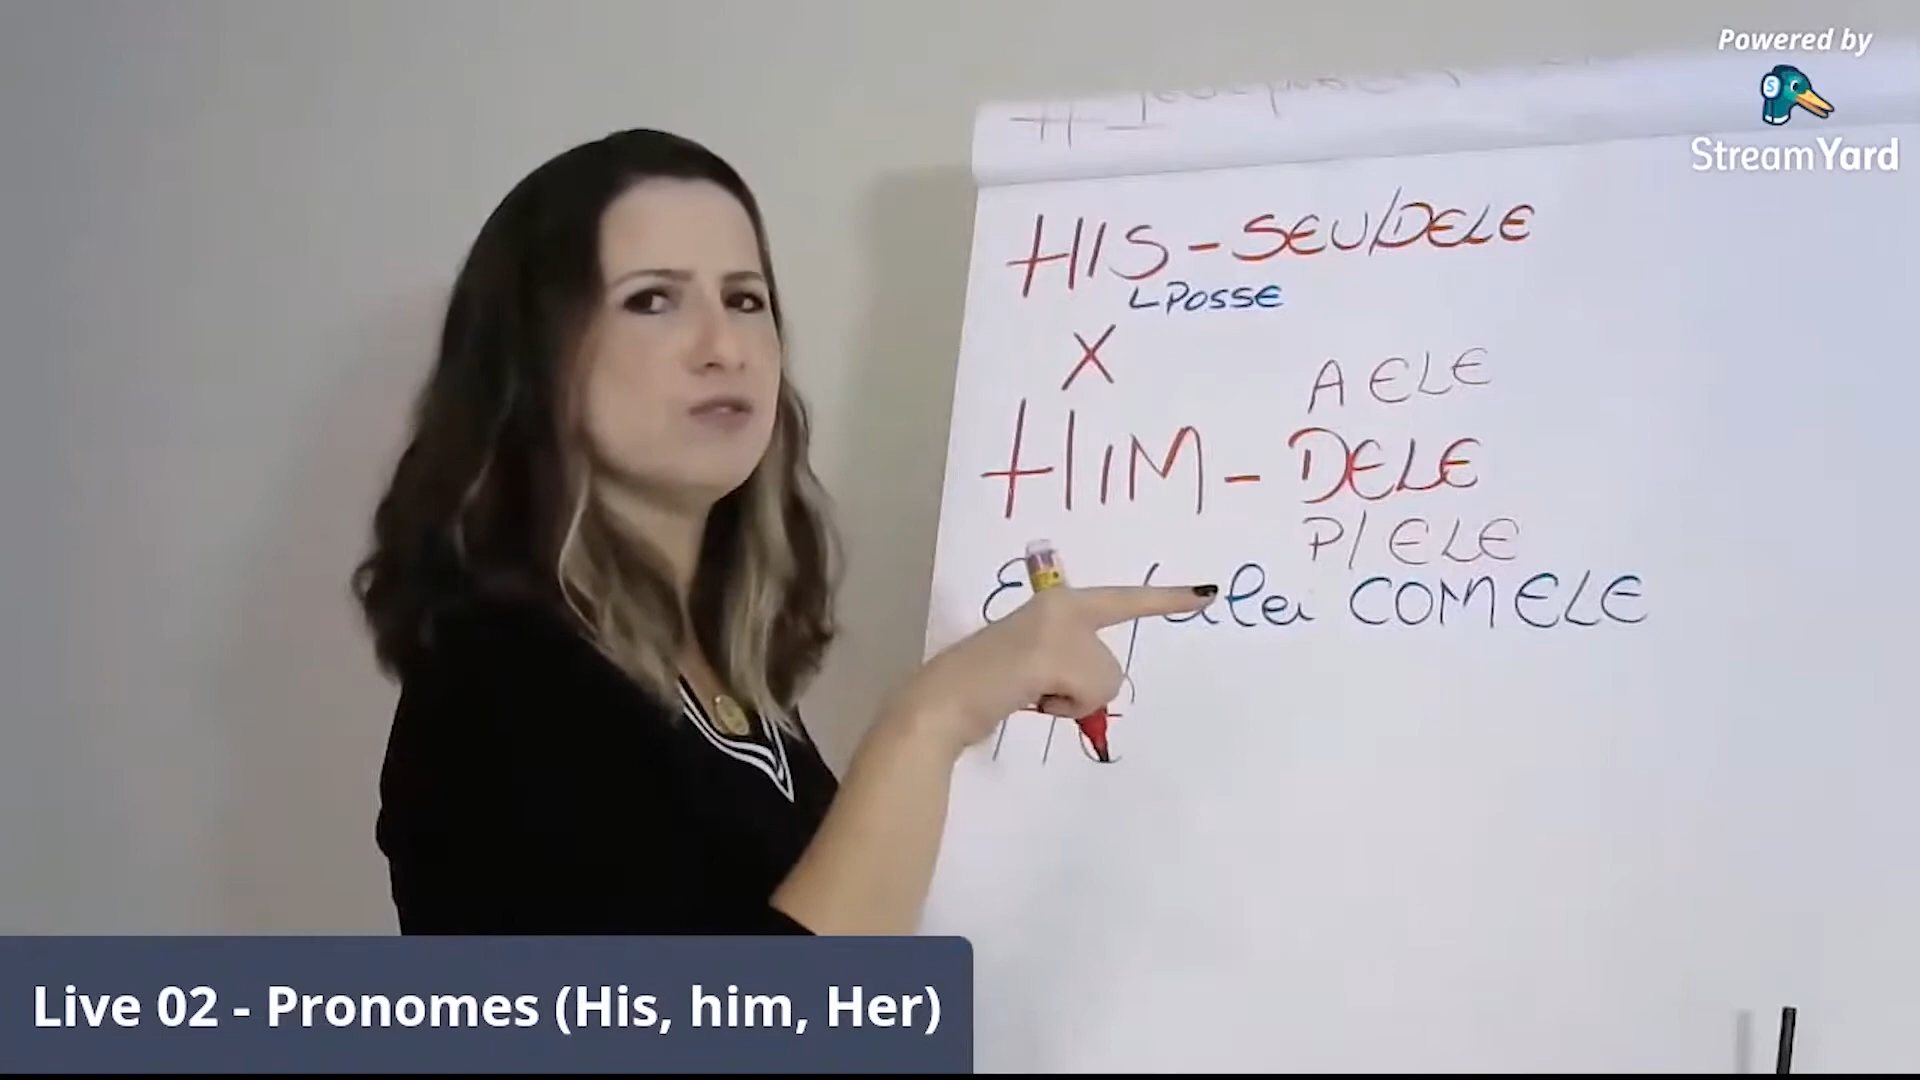 Powered by
StreamYard
HIS - SEU/DELE
POSSE
X
A ELE
HIM - DELE
P/ ELE
COM ELE
Live 02 - Pronomes (His, him, Her)